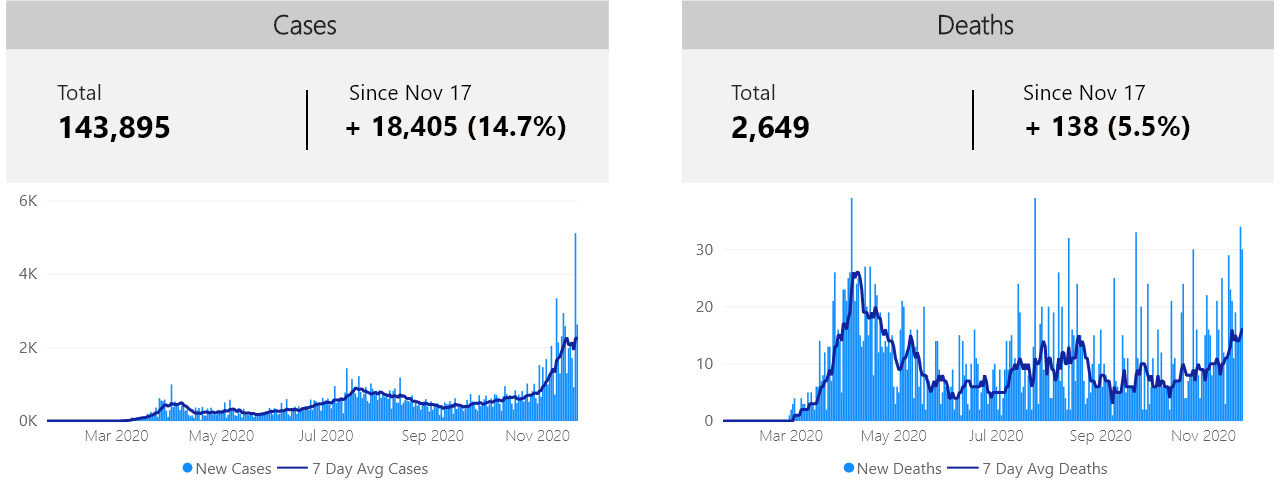 Cases
Total
143,895
Since Nov 17
+ 18,405 (14.7%)
6K
4K
2K
0K
Mar 2020 May 2020 Jul 2020 Sep 2020 Nov 2020
New Cases 7 Day Avg Cases
Deaths
Total
2,649
Since Nov 17
+ 138 (5.5%)
30
20
10
0
Mar 2020 May 2020 Jul 2020 Sep 2020 Nov 2020
New Deaths 7 Day Avg Deaths